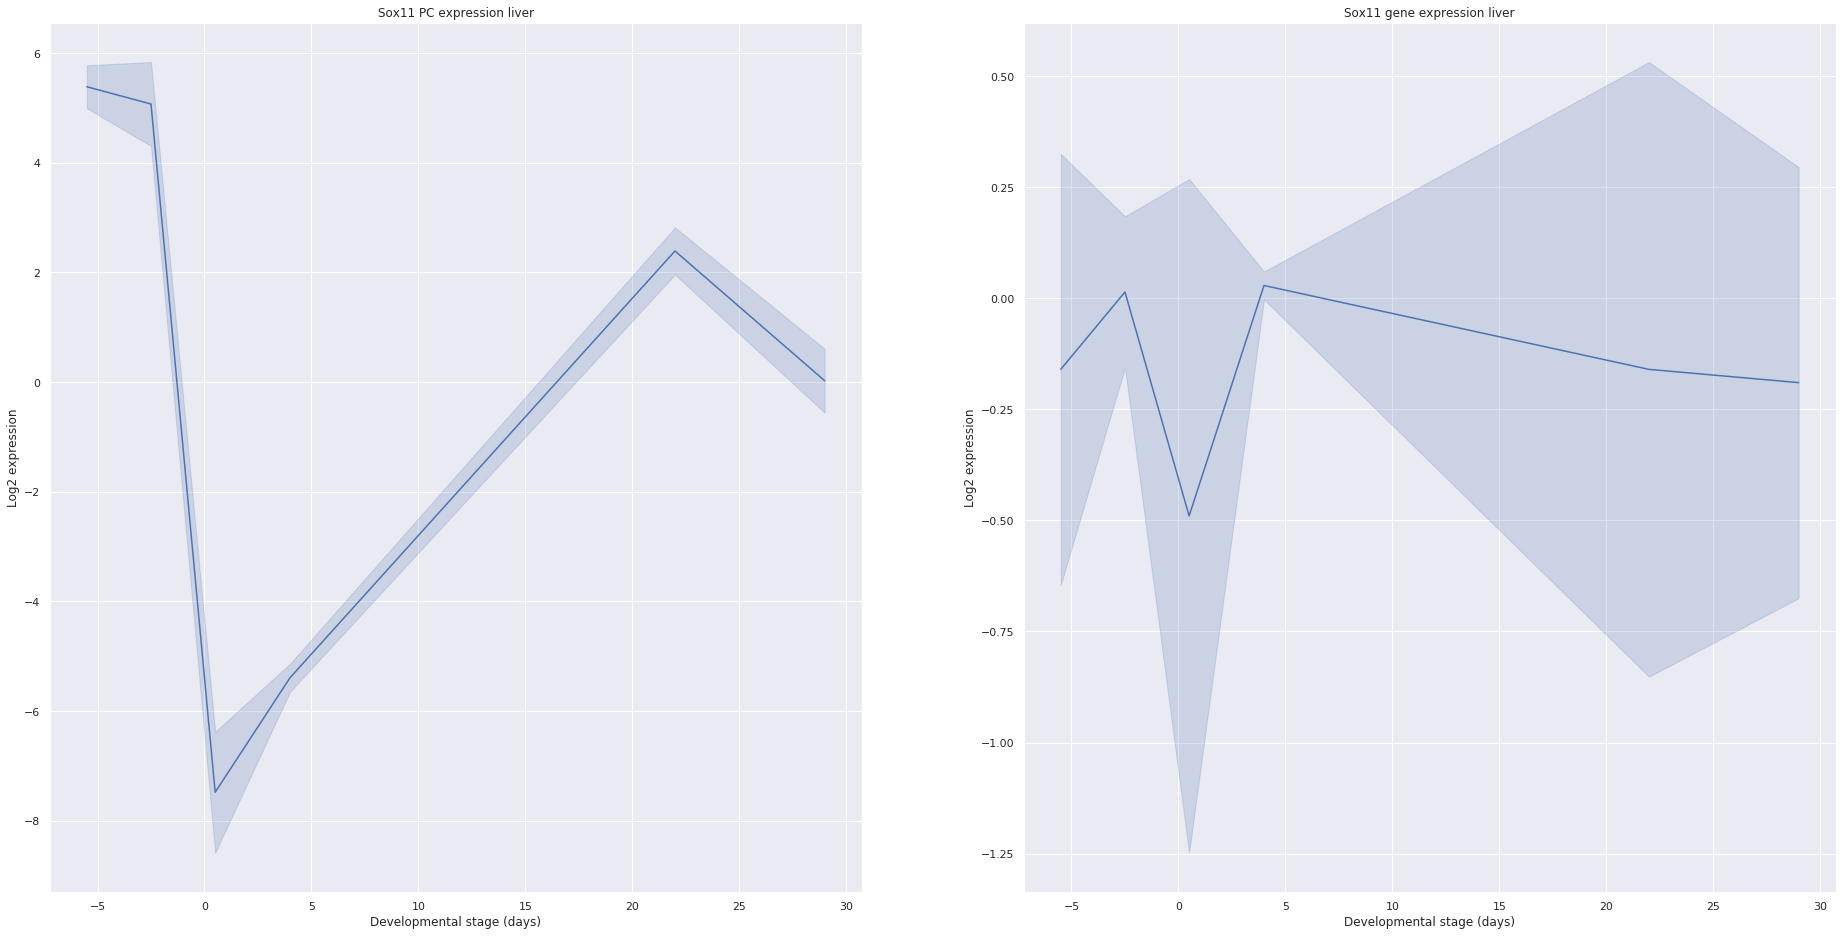 Sox11 PC expression liver
Log2 expression
6
4
2
0
−2
−4
−6
−8
−5 0 5 10 15 20 25 30
Developmental stage (days)
Sox11 gene expression liver
Log2 expression
0.50
0.25
0.00
−0.25
−0.50
−0.75
−1.00
−1.25
−5 0 5 10 15 20 25 30
Developmental stage (days)